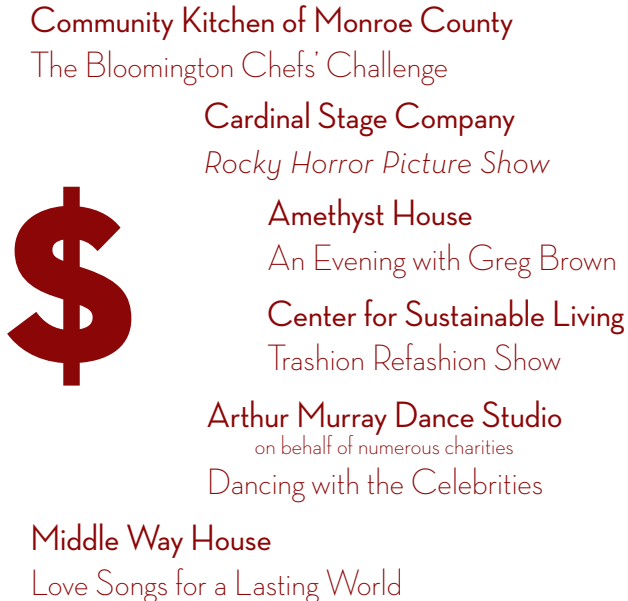 Community Kitchen of Monroe County
The Bloomington Chefs' Challenge
Cardinal Stage Company
Rocky Horror Picture Show
$
Amethyst House
An Evening with Greg Brown
Center for Sustainable Living
Trashion Refashion Show
Arthur Murray Dance Studio
on behalf of numerous charities
Dancing with the Celebrities
Middle Way House
Love Songs for a Lasting World